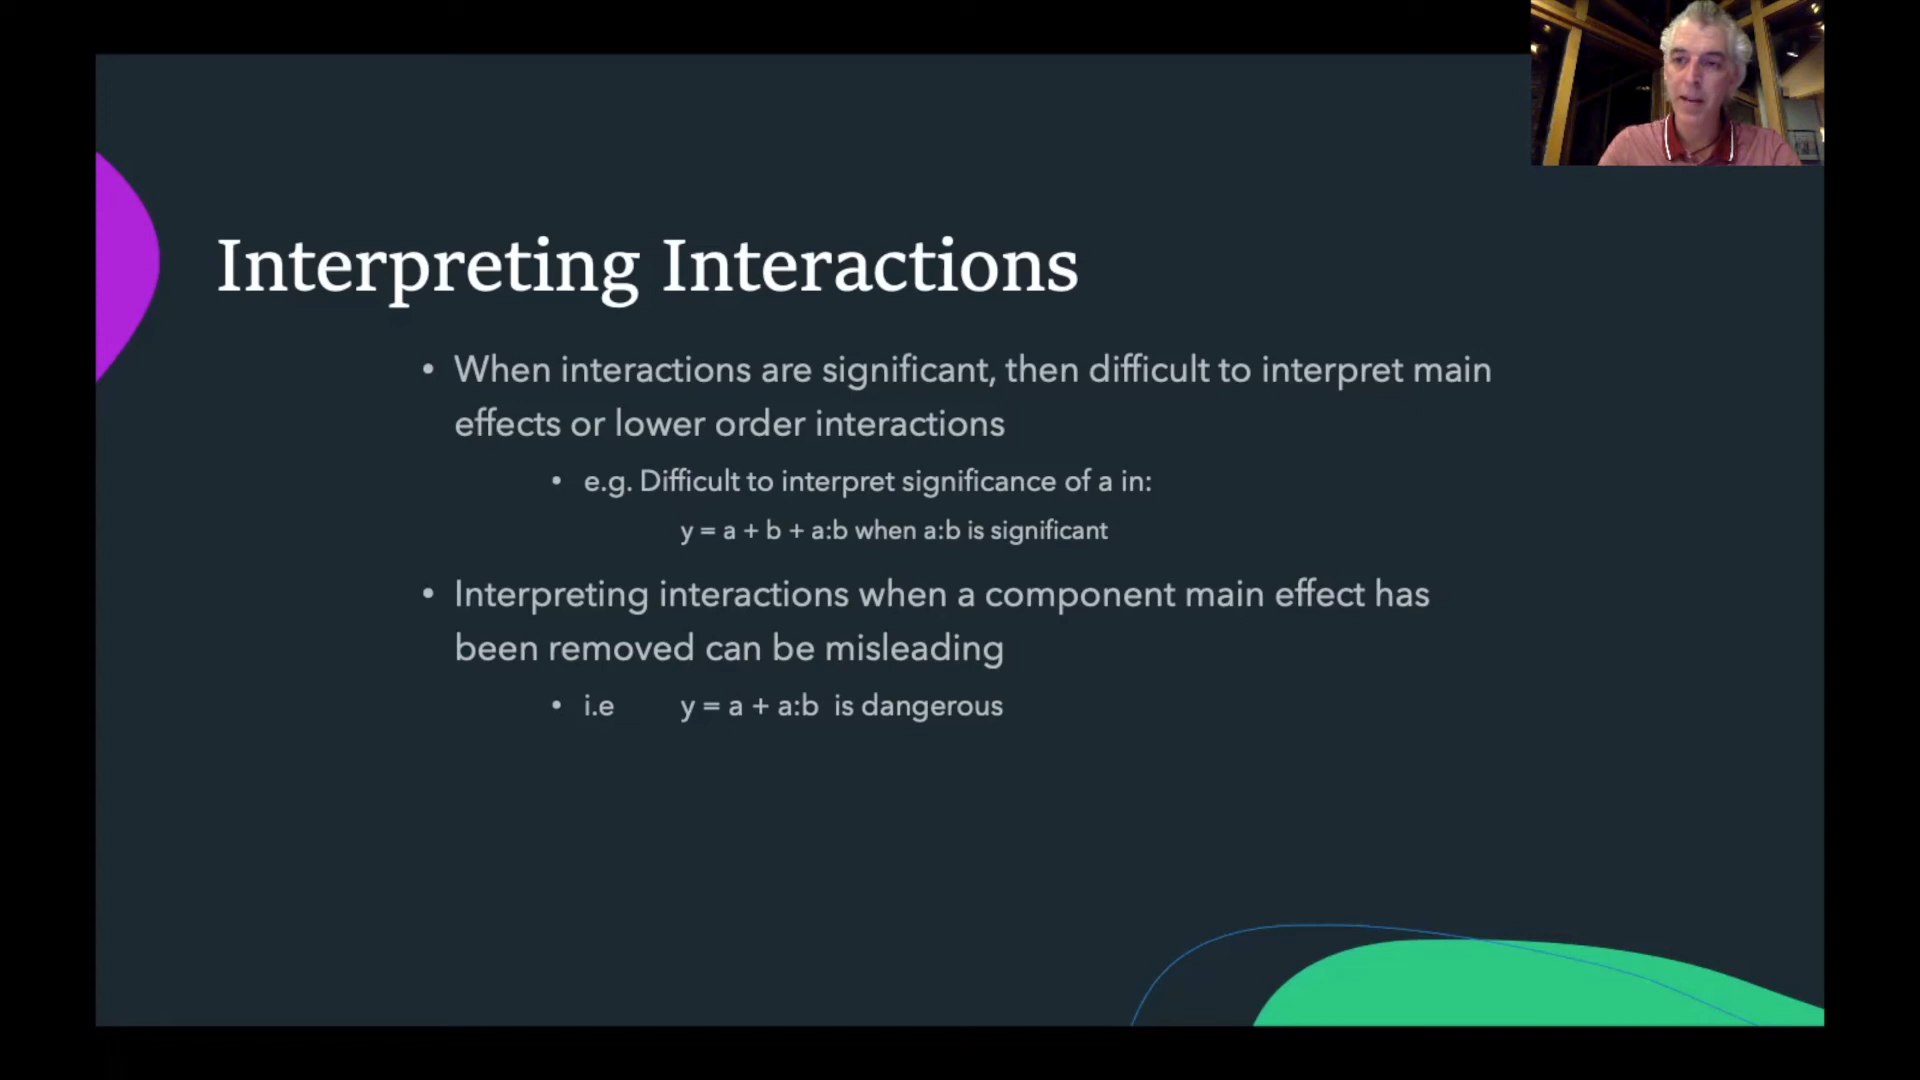 Interpreting Interactions
• When interactions are significant, then difficult to interpret main
effects or lower order interactions
• e.g. Difficult to interpret significance of a in:
y = a + b + a:b when a:b is significant
• Interpreting interactions when a component main effect has
been removed can be misleading
• i.e y = a + a:b is dangerous